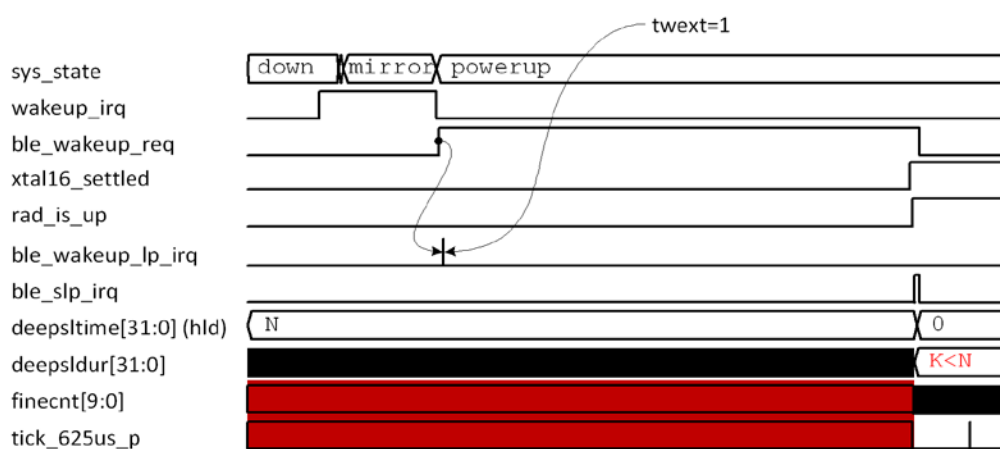 twext=1
sys_state down mirror powerup
wakeup_irq
ble_wakeup_req
xtal16_settled
rad_is_up
ble_wakeup_lp_irq
ble_slp_irq
deepsltime[31:0] (hld) N 0
deepsldur[31:0] K<N
finecnt[9:0]
tick_625us_p